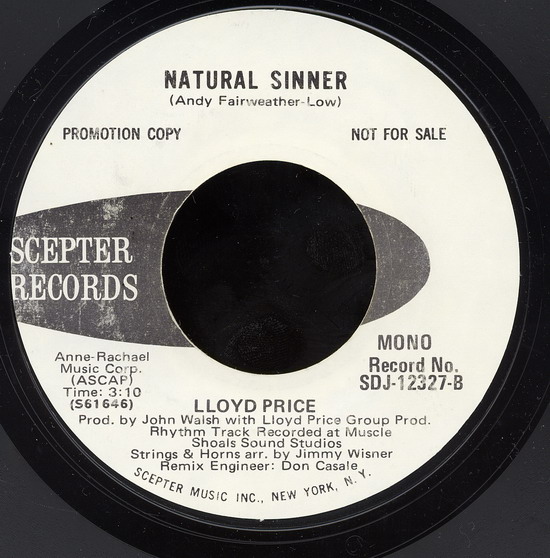 NATURAL SINNER
(Andy Fairweather-Low)
PROMOTION COPY
NOT FOR SALE
SCEPTER
RECORDS
MONO
Record No.
SDJ-12327-B
Anne-Rachael
Music Corp.
(ASCAP)
Time: 3:10
(S61646)
LLOYD PRICE
Prod. by John Walsh with Lloyd Price Group Prod.
Rhythm Track Recorded at Muscle
Shoals Sound Studios
Strings & Horns arr. by Jimmy Wisner
Remix Engineer: Don Casale
SCEPTER MUSIC INC., NEW YORK, N.Y.